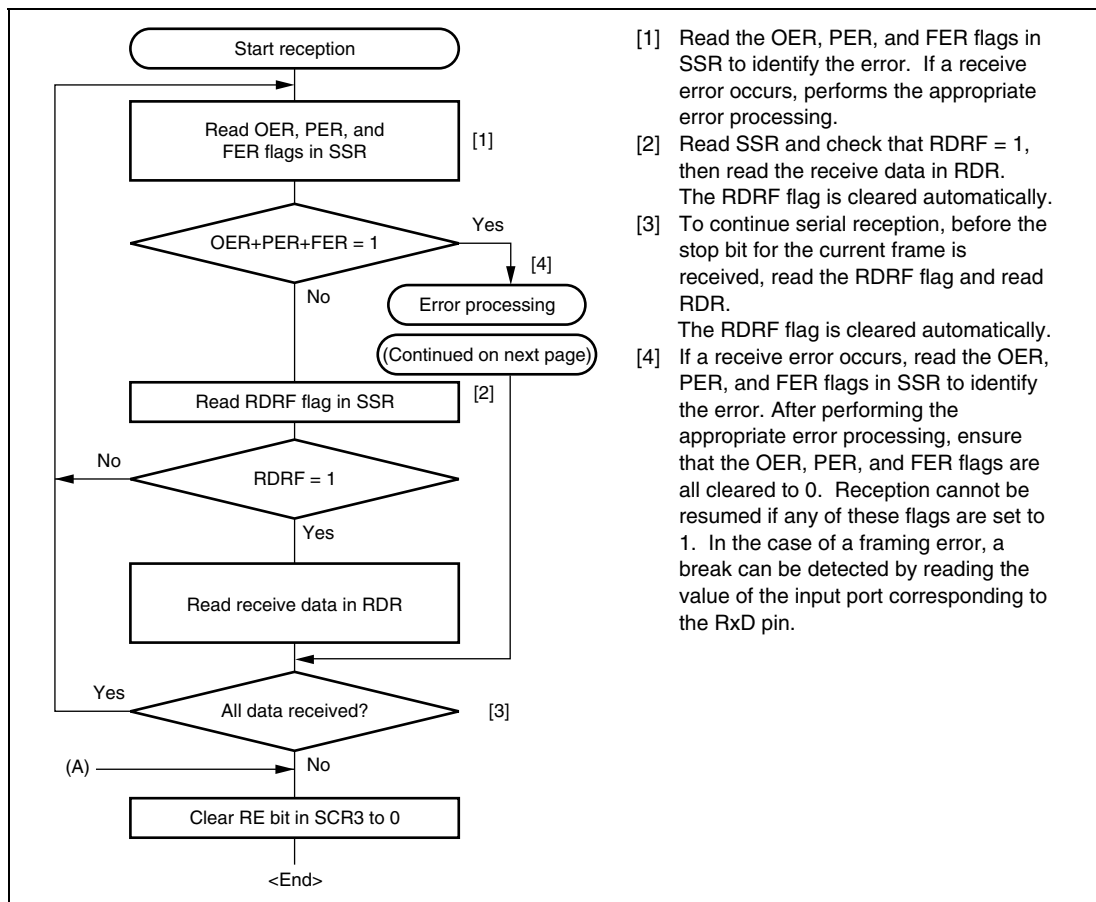 Start reception
Read OER, PER, and
FER flags in SSR
[1]
OER+PER+FER = 1
Yes
[4]
No
Error processing
(Continued on next page)
Read RDRF flag in SSR
[2]
No
RDRF = 1
Yes
Read receive data in RDR
Yes
All data received?
[3]
(A)
No
Clear RE bit in SCR3 to 0
<End>
[1] Read the OER, PER, and FER flags in
SSR to identify the error. If a receive
error occurs, performs the appropriate
error processing.
[2] Read SSR and check that RDRF = 1,
then read the receive data in RDR.
The RDRF flag is cleared automatically.
[3] To continue serial reception, before the
stop bit for the current frame is
received, read the RDRF flag and read
RDR.
The RDRF flag is cleared automatically.
[4] If a receive error occurs, read the OER,
PER, and FER flags in SSR to identify
the error. After performing the
appropriate error processing, ensure
that the OER, PER, and FER flags are
all cleared to 0. Reception cannot be
resumed if any of these flags are set to
1. In the case of a framing error, a
break can be detected by reading the
value of the input port corresponding to
the RxD pin.